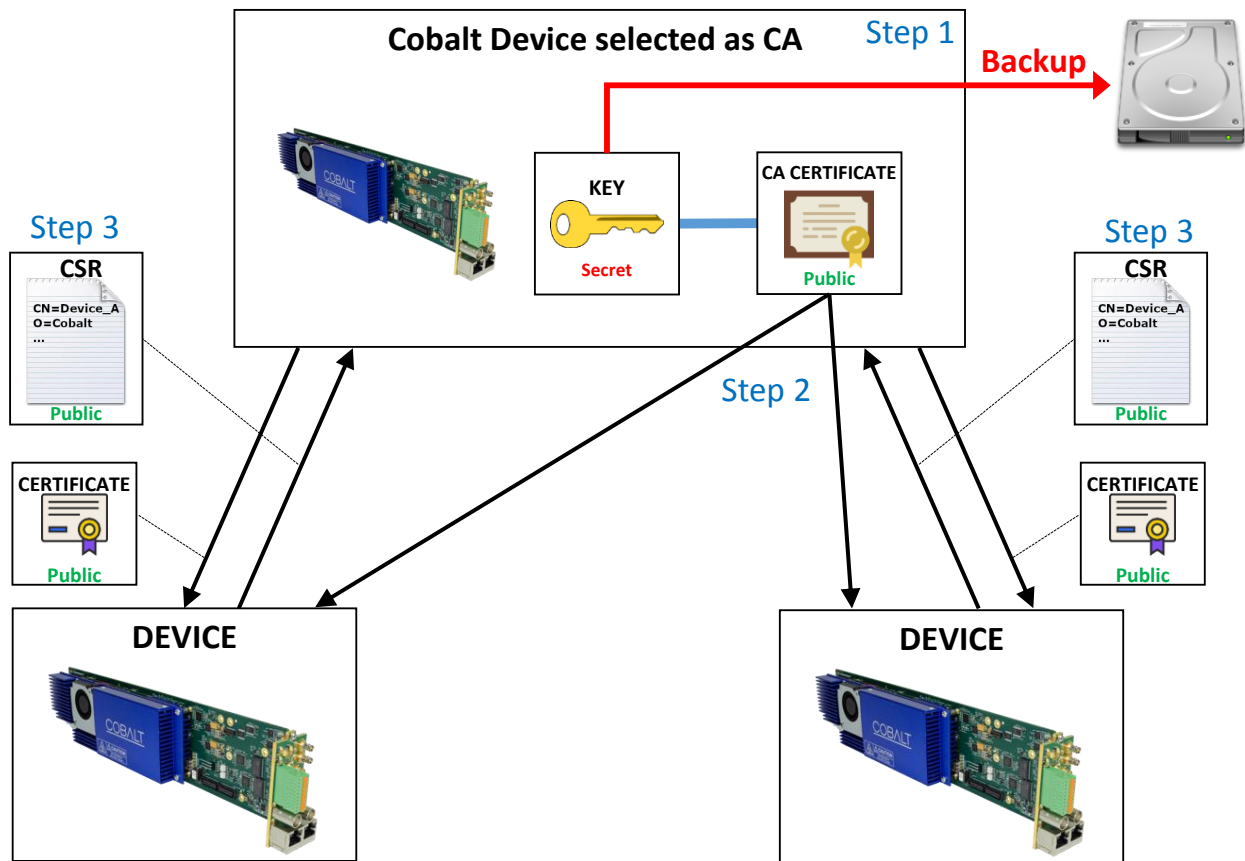 Cobalt Device selected as CA
Step 1
Backup
KEY
Secret
CA CERTIFICATE
Public
COBALT
Step 3
CSR
CN=Device_A
O=Cobalt
...
Public
Step 3
CSR
CN=Device_A
O=Cobalt
...
Public
Step 2
CERTIFICATE
Public
CERTIFICATE
Public
DEVICE
COBALT
DEVICE
COBALT